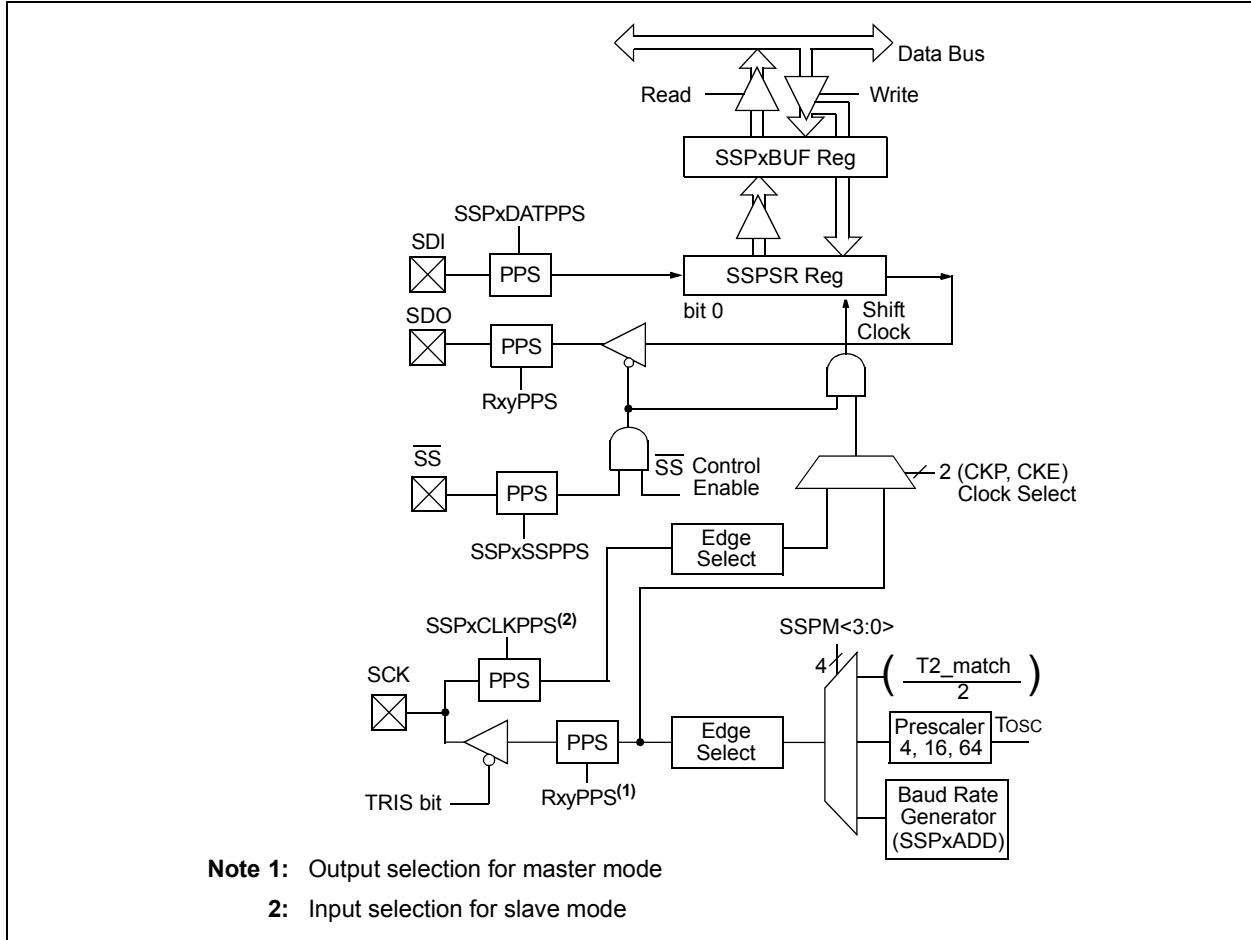 Data Bus
Read
Write
SSPxBUF Reg
SSPxDATPPS
SDI
PPS
SSPSR Reg
bit 0
Shift
Clock
SDO
PPS
RxyPPS
SS
PPS
SS Control
Enable
SSPxSSPPS
2 (CKP, CKE)
Clock Select
Edge
Select
SSPxCLKPPS(2)
PPS
SCK
SSPM<3:0>
4
( T2_match )
2
Prescaler
4, 16, 64
TOSC
Edge
Select
PPS
RxyPPS(1)
TRIS bit
Baud Rate
Generator
(SSPxADD)
Note 1: Output selection for master mode
2: Input selection for slave mode